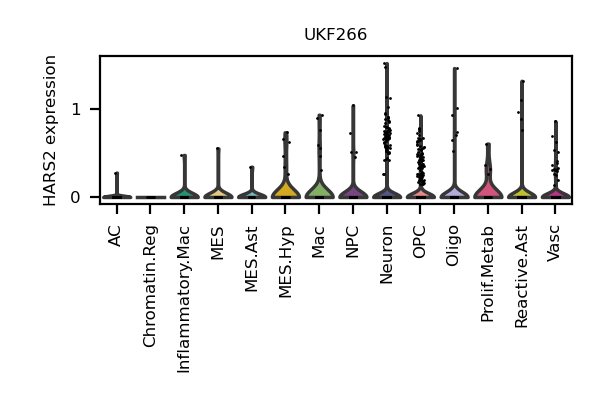 UKF266
HARS2 expression
1
0
AC
Chromatin.Reg
Inflammatory.Mac
MES
MES.Ast
MES.Hyp
Mac
NPC
Neuron
OPC
Oligo
Prolif.Metab
Reactive.Ast
Vasc